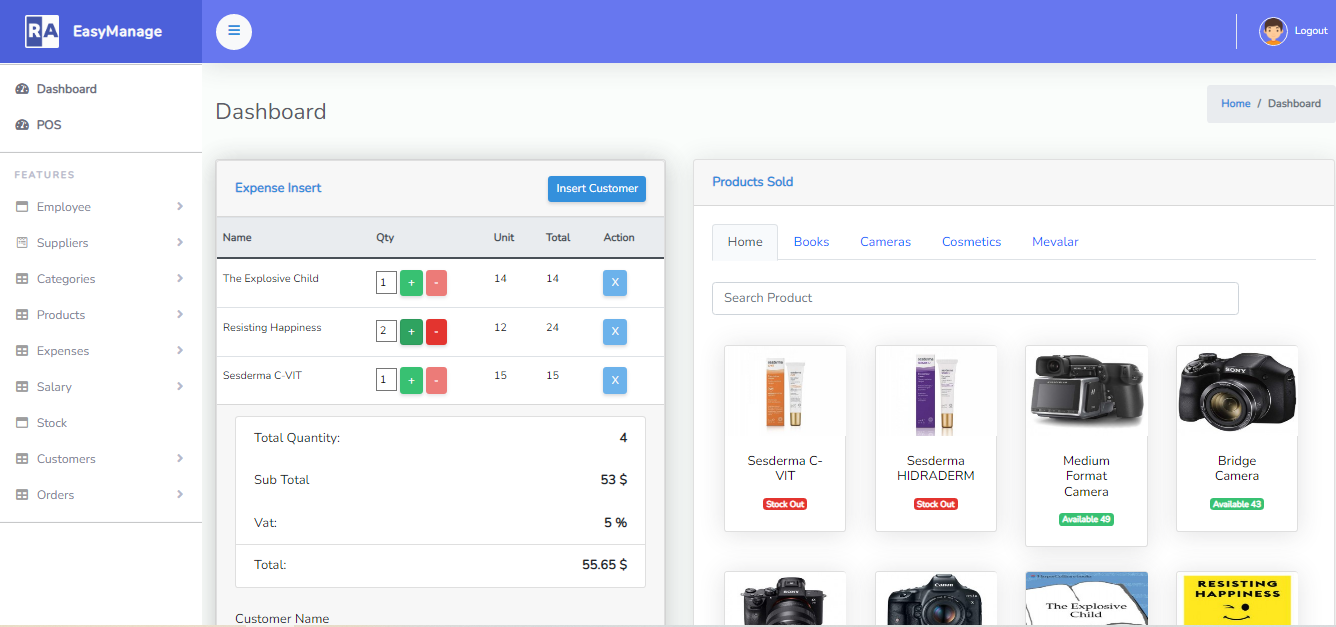 RA EasyManage
Logout
Dashboard
POS
FEATURES
Employee
Suppliers
Categories
Products
Expenses
Salary
Stock
Customers
Orders
Dashboard
Home / Dashboard
Expense Insert
Insert Customer
Name Qty Unit Total Action
The Explosive Child 1 + - 14 14 X
Resisting Happiness 2 + - 12 24 X
Sesderma C-VIT 1 + - 15 15 X
Total Quantity: 4
Sub Total 53 $
Vat: 5 %
Total: 55.65 $
Customer Name
Products Sold
Home Books Cameras Cosmetics Mevalar
Search Product
Sesderma C-
VIT
Stock Out
Sesderma
HIDRADERM
Stock Out
Medium
Format
Camera
Available 49
SONY
Bridge
Camera
Available 43
SONY
Canon
The Explosive
Child
RESISTING
HAPPINESS